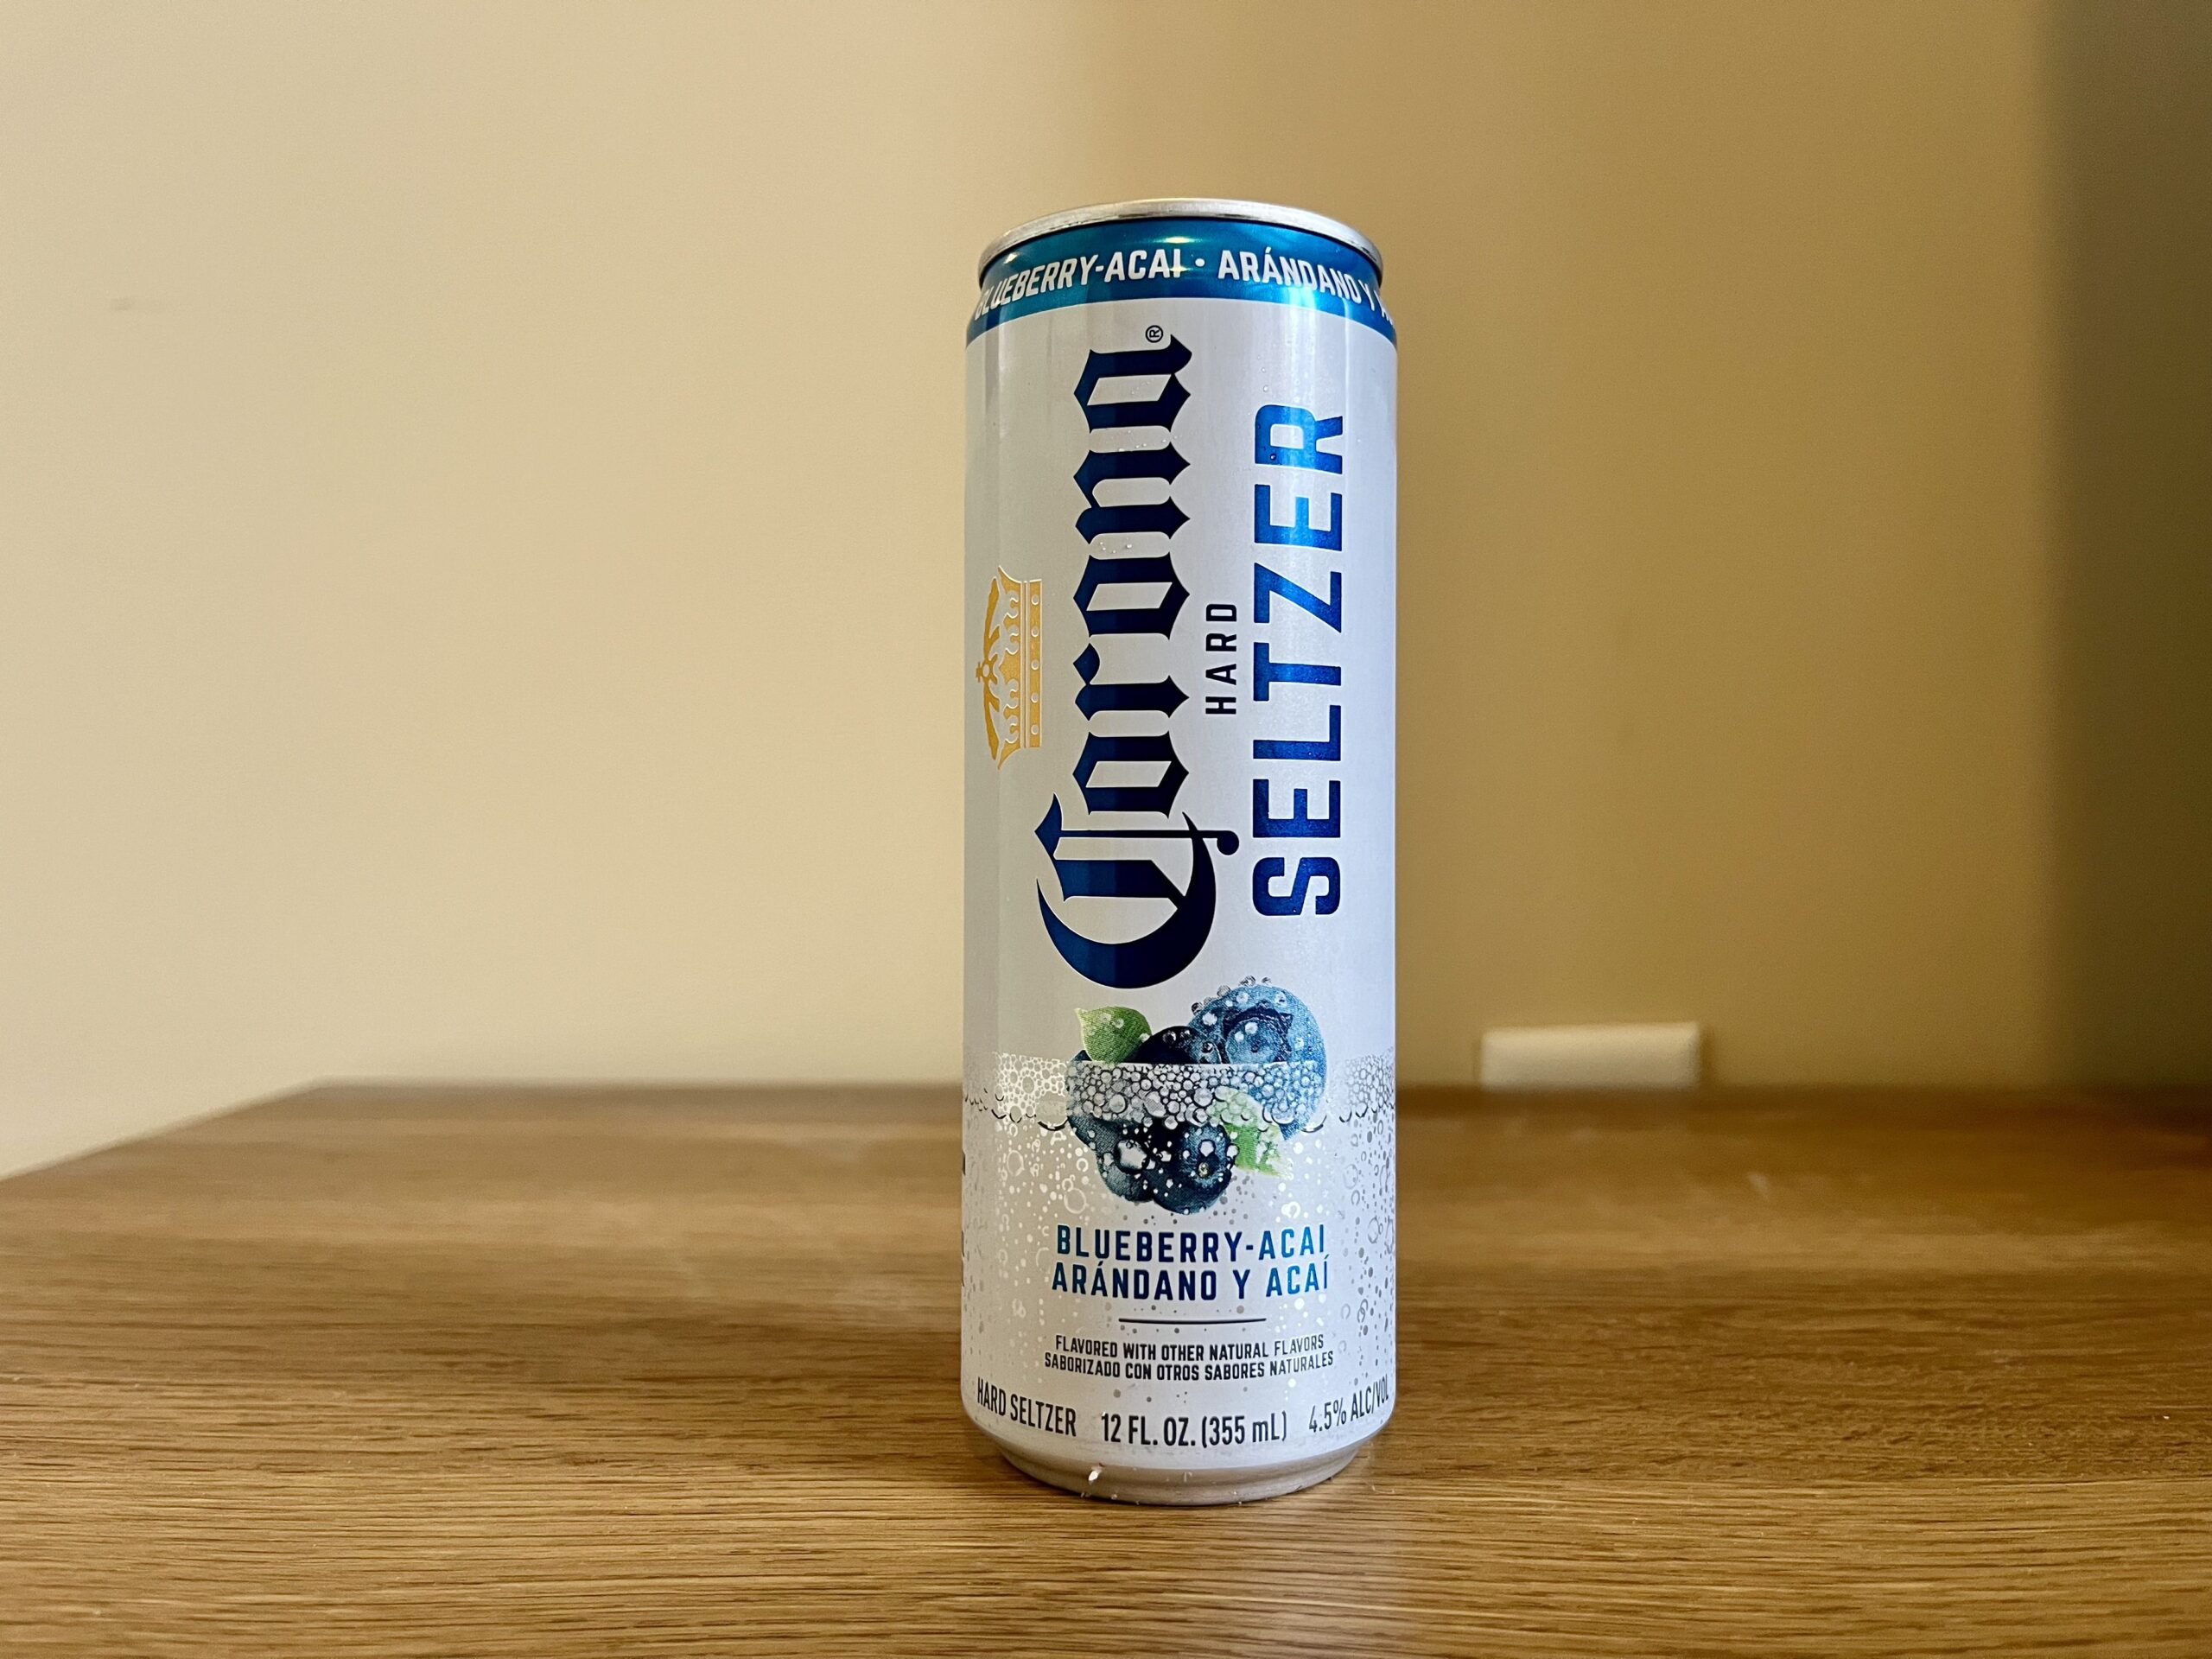 BLUEBERRY-ACAI • ARÁNDANO Y
Corona®
HARD
SELTZER
BLUEBERRY-ACAI
ARÁNDANO Y ACAÍ
FLAVORED WITH OTHER NATURAL FLAVORS
SABORIZADO CON OTROS SABORES NATURALES
HARD SELTZER 12 FL. OZ. (355 mL) 4.5% ALC/VOL